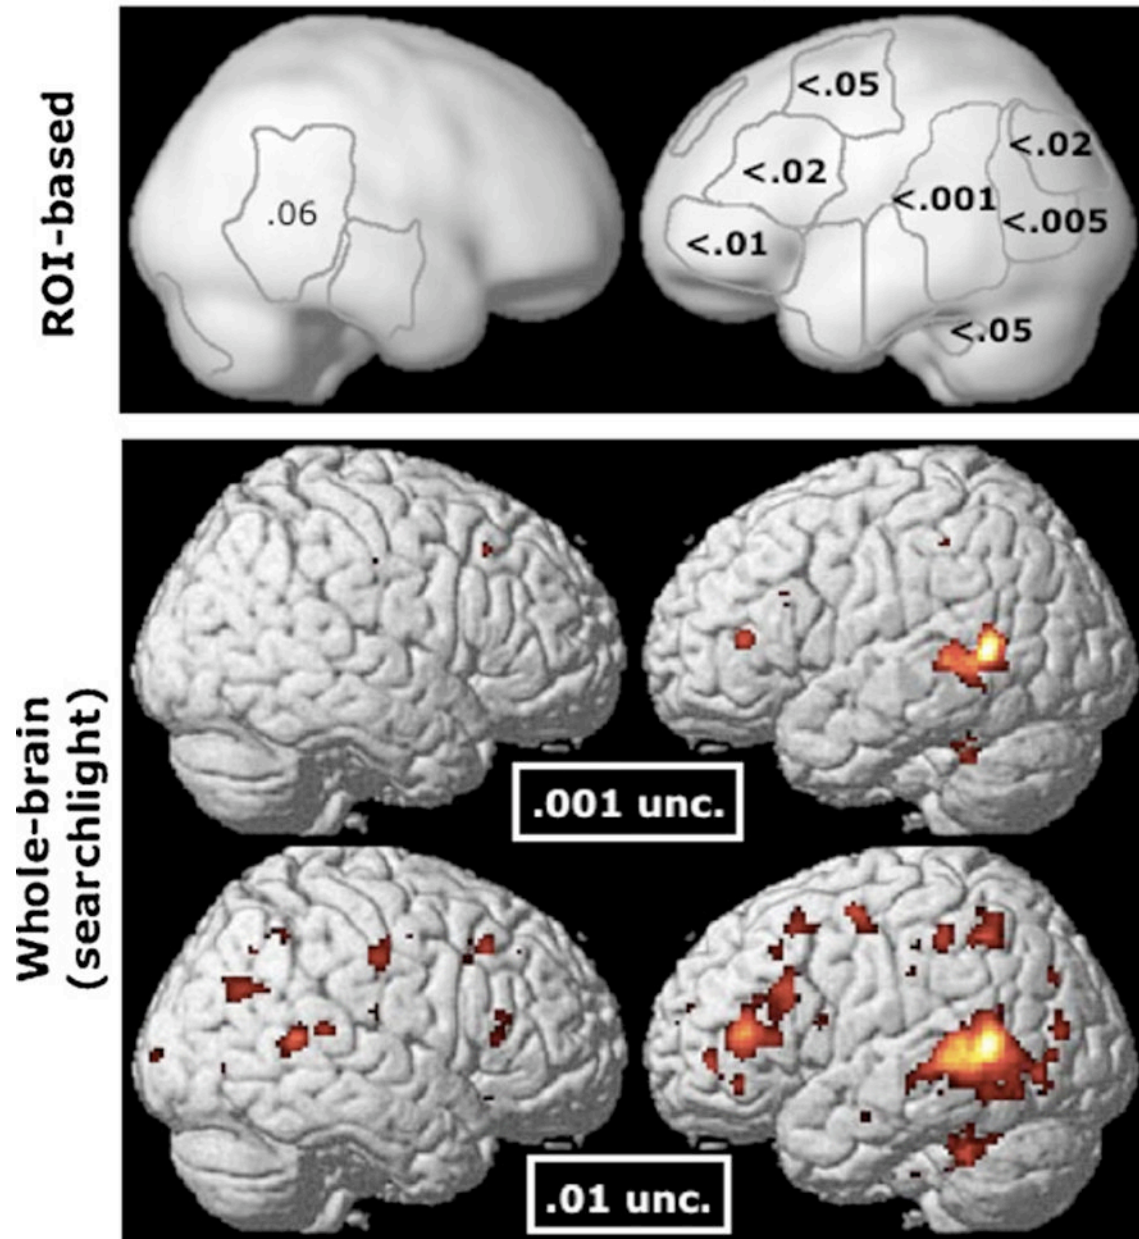 ROI-based
.06
<.05
<.02
<.02
<.001
<.005
<.01
<.05
Whole-brain
(searchlight)
.001 unc.
.01 unc.